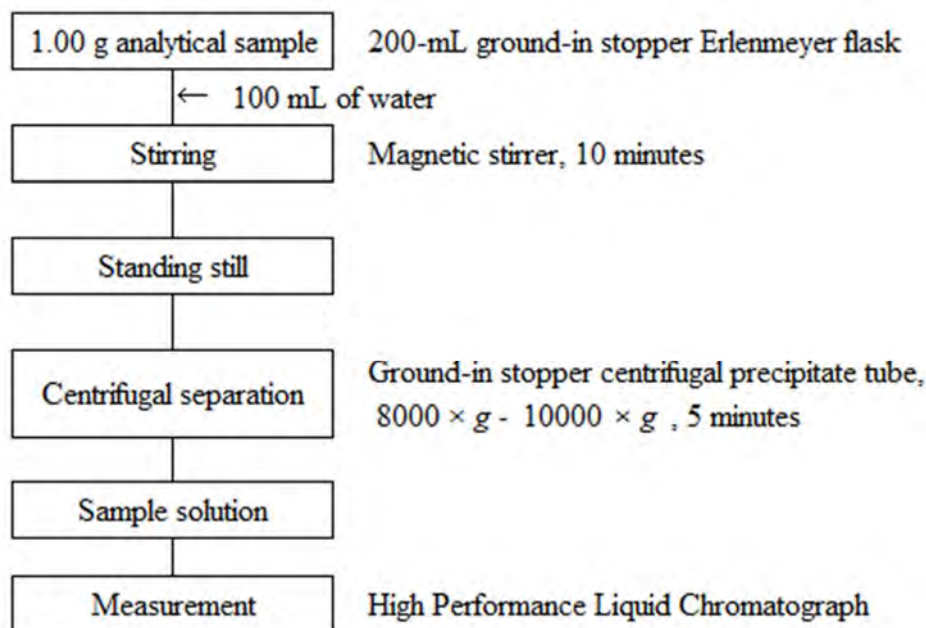 1.00 g analytical sample
200-mL ground-in stopper Erlenmeyer flask
← 100 mL of water
Stirring
Magnetic stirrer, 10 minutes
Standing still
Centrifugal separation
Ground-in stopper centrifugal precipitate tube,
8000 × g - 10000 × g , 5 minutes
Sample solution
Measurement
High Performance Liquid Chromatograph